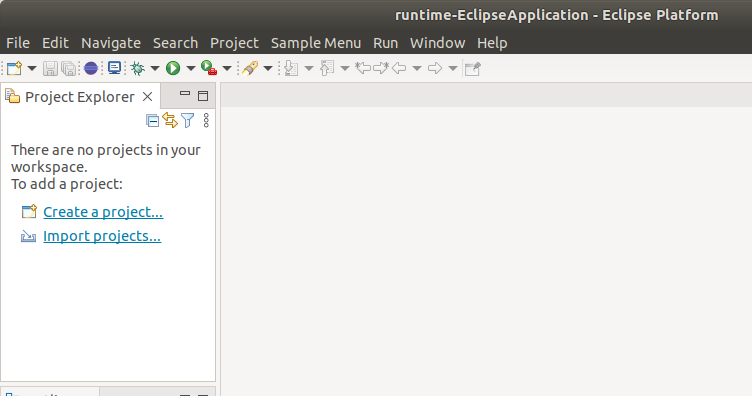 runtime-EclipseApplication - Eclipse Platform
File Edit Navigate Search Project Sample Menu Run Window Help
Project Explorer
There are no projects in your
workspace.
To add a project:
Create a project...
Import projects...